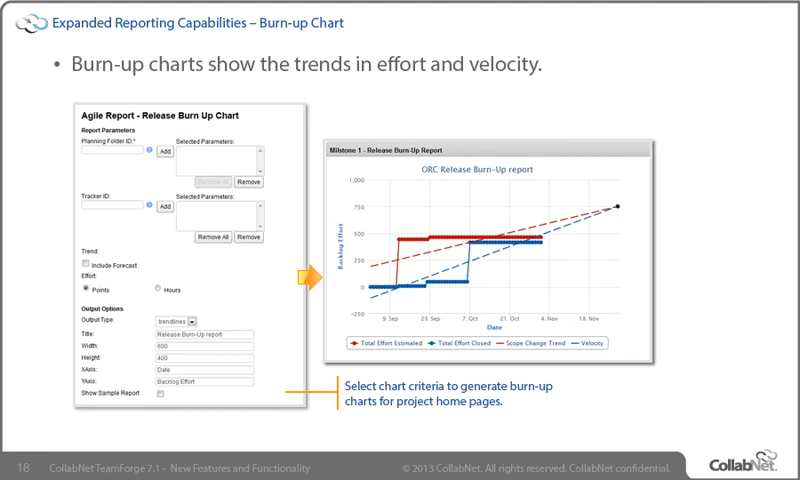 Expanded Reporting Capabilities – Burn-up Chart
• Burn-up charts show the trends in effort and velocity.
Agile Report - Release Burn Up Chart
Report Parameters
Planning Folder ID:*
Selected Parameters:
Add
Remove All
Remove
Tracker ID:
Selected Parameters:
Add
Remove All
Remove
Trend:
Include Forecast
Effort:
Points
Hours
Output Options
Output Type: trendlines
Title: Release Burn-Up report
Width: 600
Height: 400
XAxis: Date
YAxis: Backlog Effort
Show Sample Report
Milstone 1 - Release Burn-Up Report
ORC Release Burn-Up report
1,000
750
500
250
0
-250
Backlog Effort
9. Sep
23. Sep
7. Oct
21. Oct
4. Nov
18. Nov
Date
Total Effort Estimated
Total Effort Closed
Scope Change Trend
Velocity
Select chart criteria to generate burn-up
charts for project home pages.
18 CollabNet TeamForge 7.1 - New Features and Functionality
© 2013 CollabNet. All rights reserved. CollabNet confidential.
CollabNet.